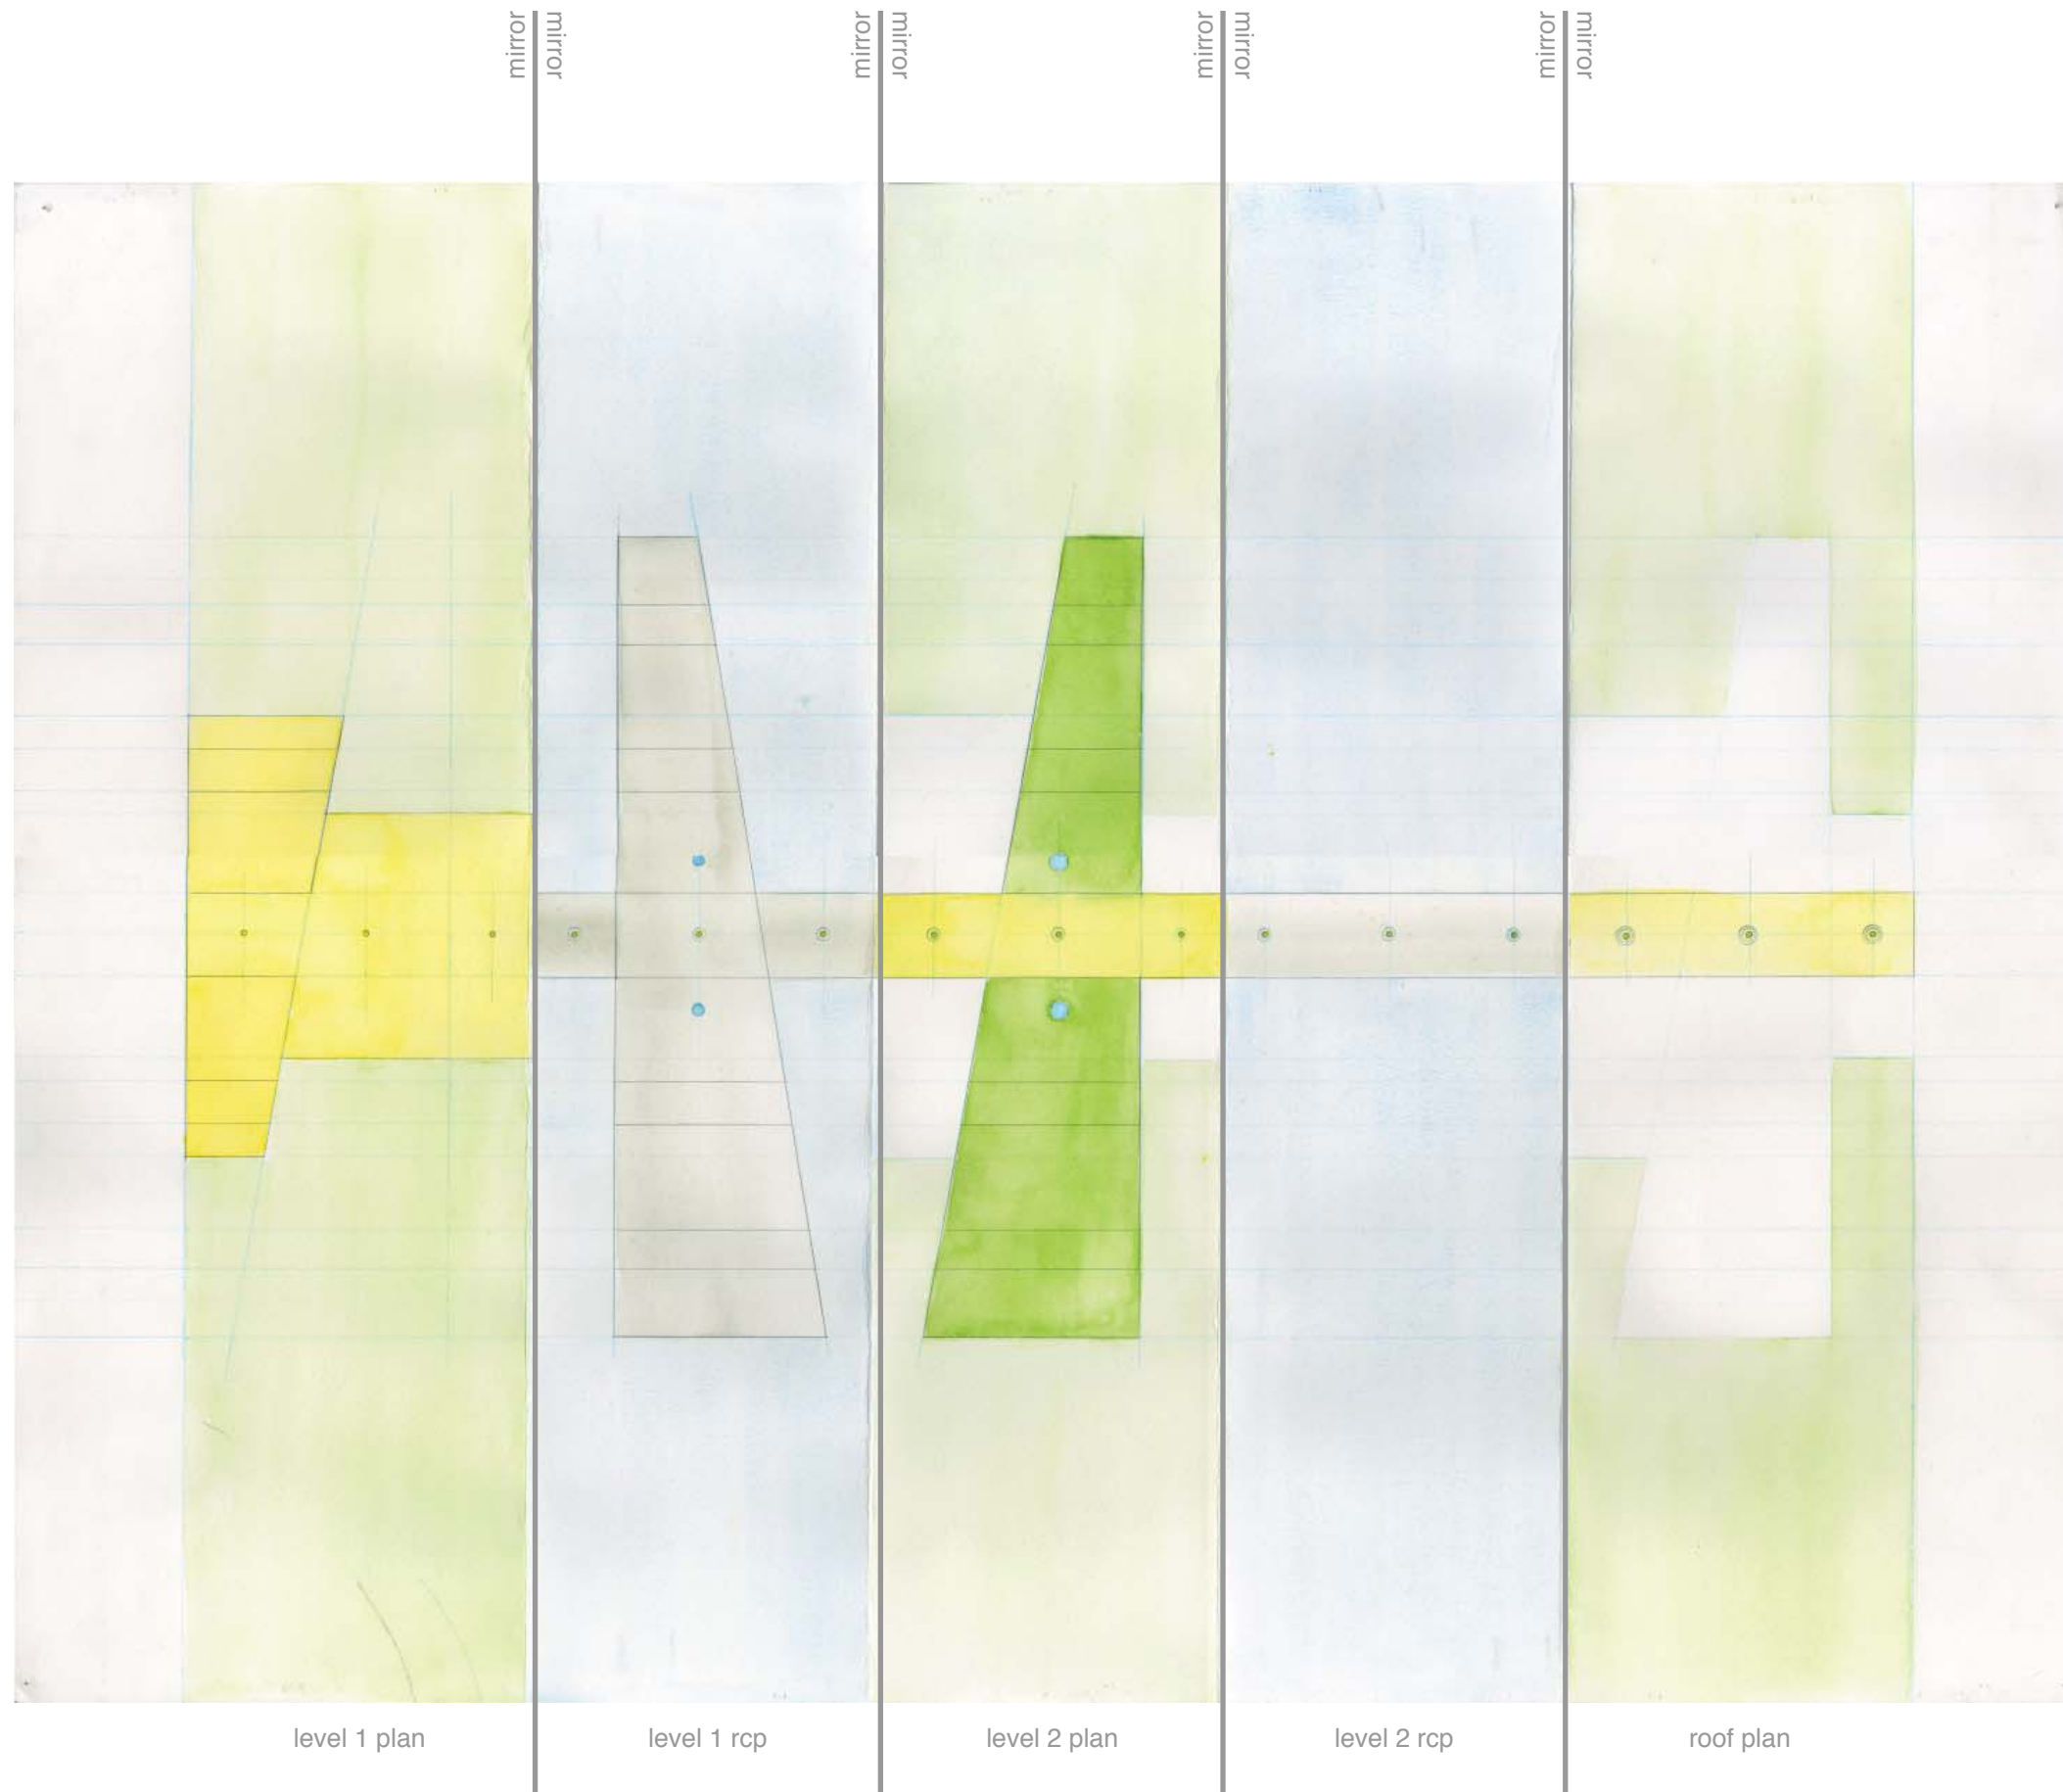 mirror
mirror
mirror
mirror
mirror
mirror
mirror
mirror
level 1 plan
level 1 rcp
level 2 plan
level 2 rcp
roof plan